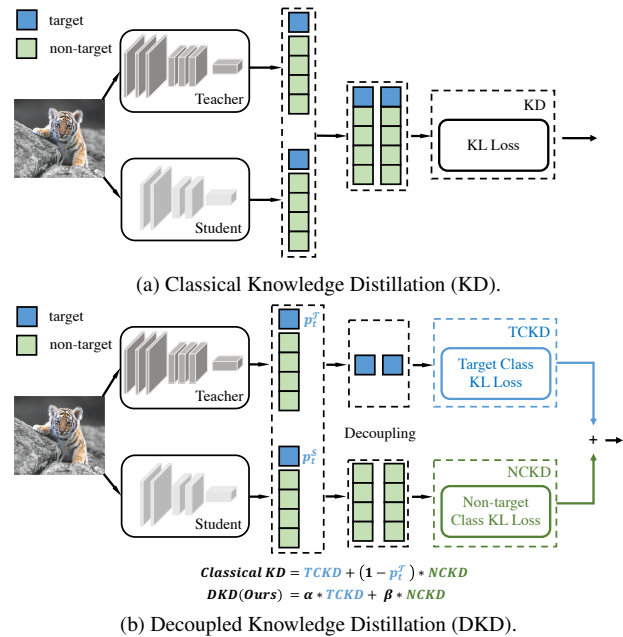 target
non-target
Teacher
KD
KL Loss
Student
(a) Classical Knowledge Distillation (KD).
target
non-target
p_t^T
Teacher
TCKD
Target Class
KL Loss
Decoupling
+
p_t^S
Student
NCKD
Non-target
Class KL Loss
Classical KD = TCKD + (1 − p_t^T) * NCKD
DKD(Ours) = α * TCKD + β * NCKD
(b) Decoupled Knowledge Distillation (DKD).